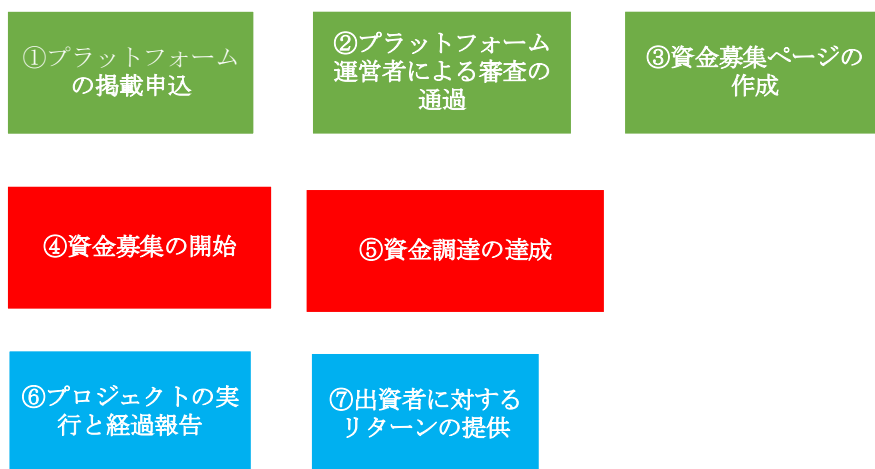 ①プラットフォーム
の掲載申込
②プラットフォーム
運営者による審査の
通過
③資金募集ページの
作成
④資金募集の開始
⑤資金調達の達成
⑥プロジェクトの実
行と経過報告
⑦出資者に対する
リターンの提供